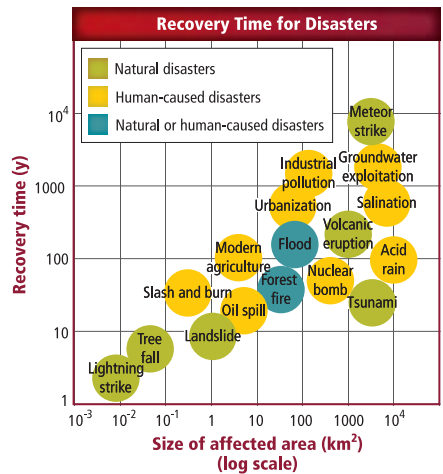 Recovery Time for Disasters
Natural disasters
Human-caused disasters
Natural or human-caused disasters
Recovery time (y)
10⁴
1000
100
10
1
Meteor
strike
Groundwater
exploitation
Industrial
pollution
Salination
Urbanization
Volcanic
eruption
Flood
Modern
agriculture
Acid
rain
Nuclear
bomb
Forest
fire
Slash and burn
Oil spill
Tsunami
Landslide
Tree
fall
Lightning
strike
10⁻³ 10⁻² 10⁻¹ 1 10 100 1000 10⁴
Size of affected area (km²)
(log scale)